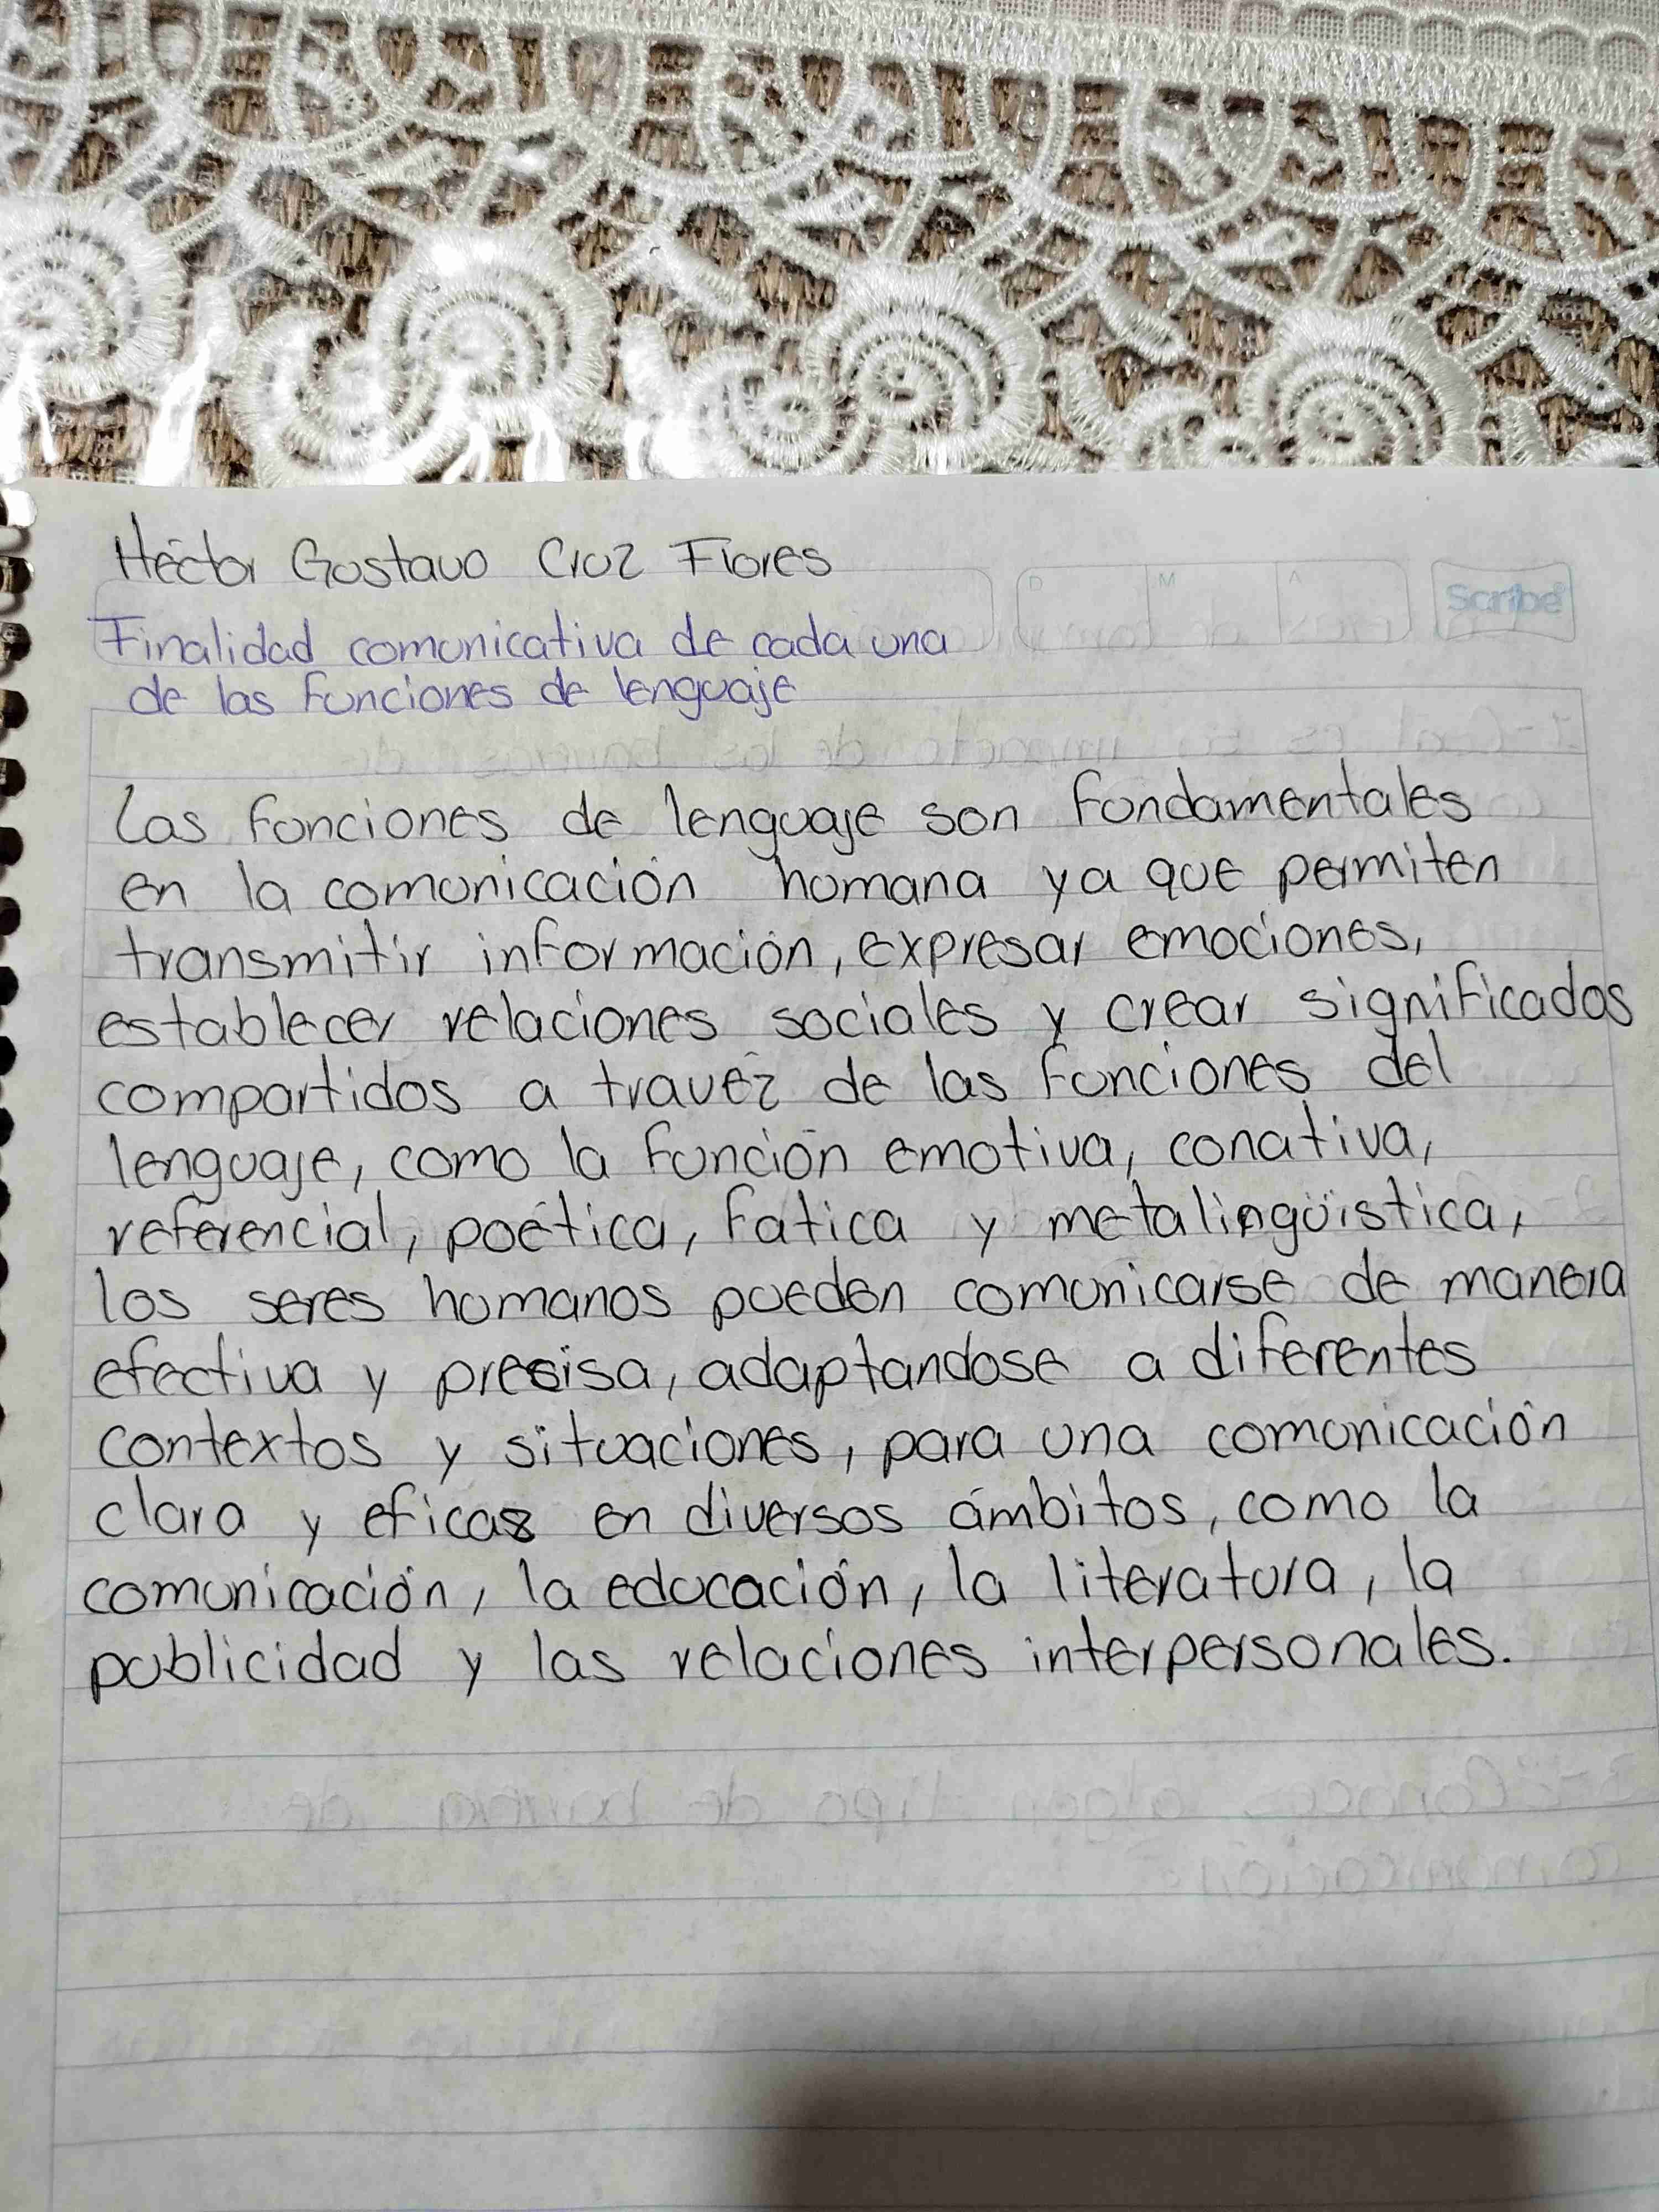 Héctor Gustavo Cruz Flores
D M A
Scribe
Finalidad comunicativa de cada una
de las funciones de lenguaje
Las funciones de lenguaje son fundamentales
en la comunicación humana ya que permiten
transmitir información, expresar emociones,
establecer relaciones sociales y crear significados
compartidos a travéz de las funciones del
lenguaje, como la función emotiva, conativa,
referencial, poética, fatica y metalingüistica,
los seres humanos pueden comunicarse de manera
efectiva y presisa, adaptandose a diferentes
contextos y situaciones, para una comunicación
clara y eficas en diversos ámbitos, como la
comunicación, la educación, la literatura, la
publicidad y las relaciones interpersonales.